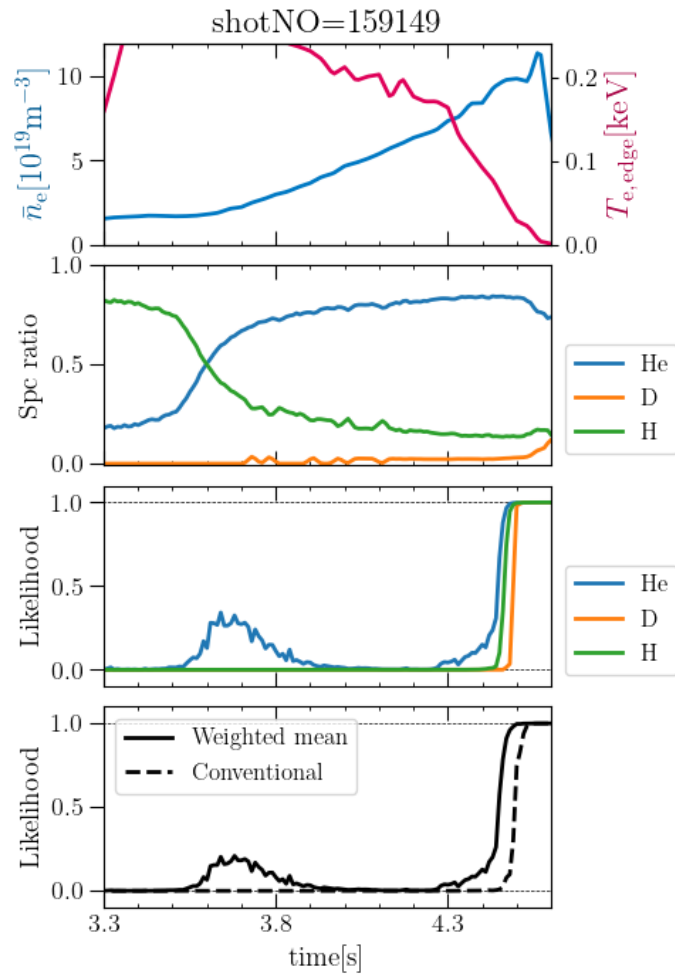 shotNO=159149
n̄e[10^19 m^−3]
10
5
0
Te,edge[keV]
0.2
0.1
0.0
Spc ratio
1.0
0.5
0.0
He
D
H
Likelihood
1.0
0.5
0.0
He
D
H
Likelihood
1.0
0.5
0.0
Weighted mean
Conventional
3.3 3.8 4.3
time[s]